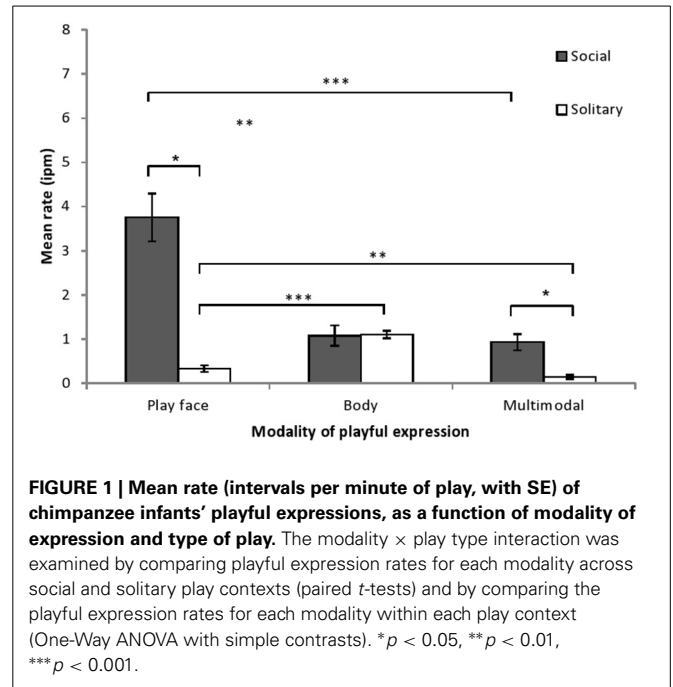 8
7
6
5
4
3
2
1
0
Mean rate (ipm)
Social
Solitary
***
**
*
**
***
*
Play face Body Multimodal
Modality of playful expression
FIGURE 1 | Mean rate (intervals per minute of play, with SE) of
chimpanzee infants’ playful expressions, as a function of modality of
expression and type of play. The modality × play type interaction was
examined by comparing playful expression rates for each modality across
social and solitary play contexts (paired t-tests) and by comparing the
playful expression rates for each modality within each play context
(One-Way ANOVA with simple contrasts). *p < 0.05, **p < 0.01,
***p < 0.001.